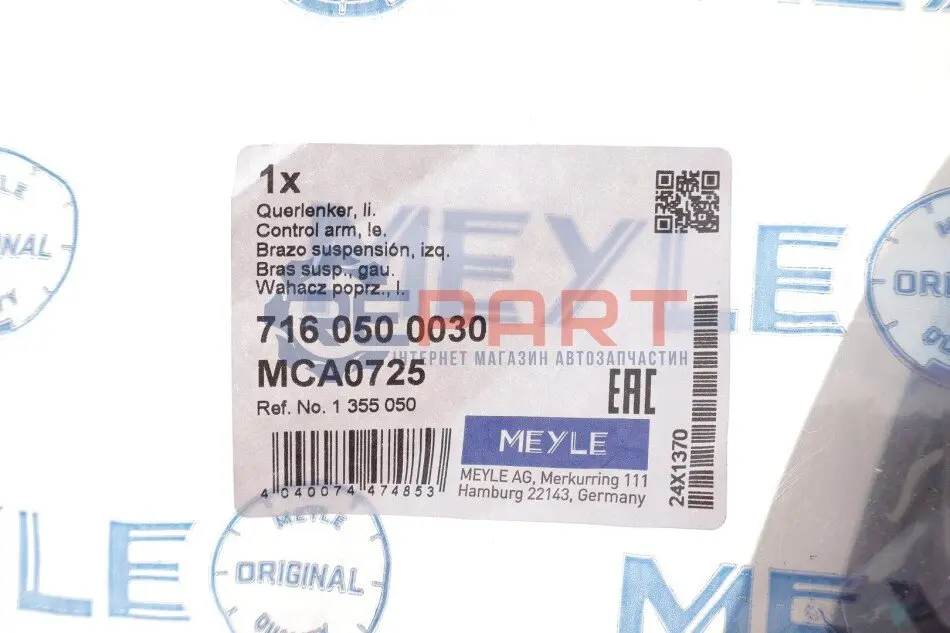 MEYLE
1x
Querlenker, li.
Control arm, le.
Brazo suspensión, izq.
Bras susp., gau.
Wahacz poprz., l.
MEYLE
PART
ІНТЕРНЕТ МАГАЗИН АВТОЗАПЧАСТИН
716 050 0030
MCA0725
Ref. No. 1 355 050
EAC
MEYLE
MEYLE AG, Merkurring 111
Hamburg 22143, Germany
4 040074 474853
24X1370
ORIGINAL
ORIGINAL
MEYLE
ORIGINAL
MEYLE